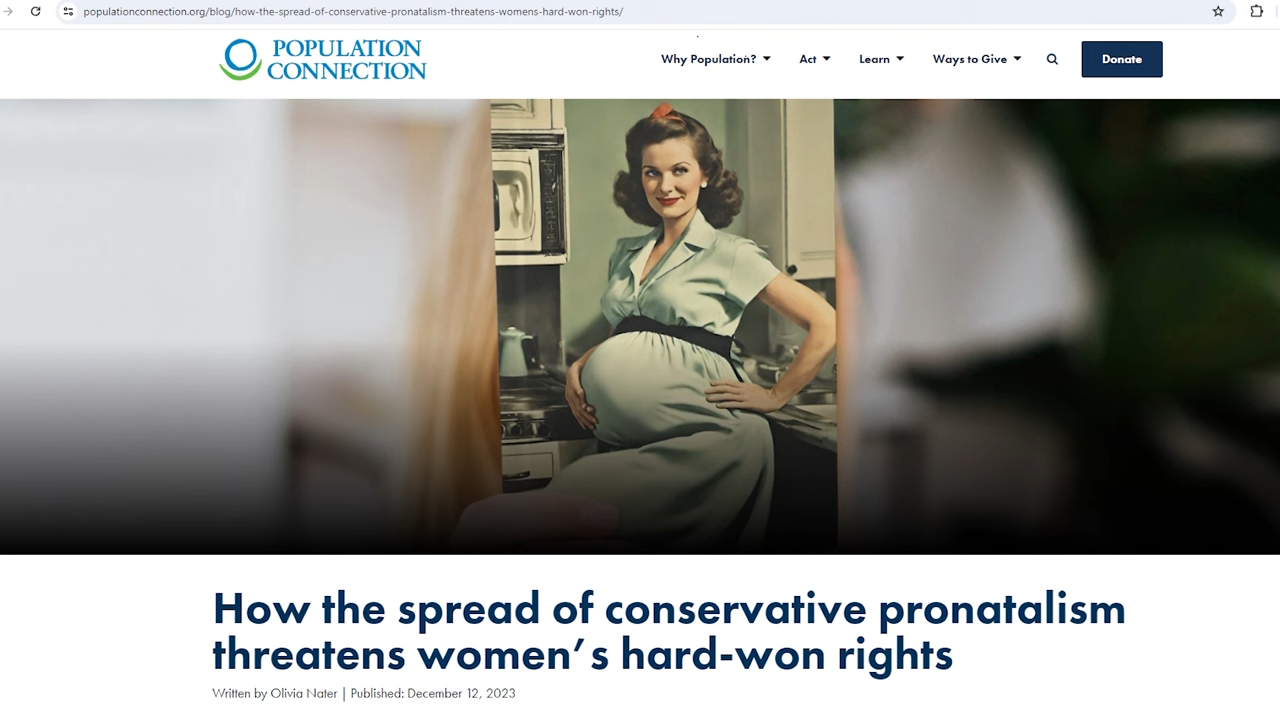 populationconnection.org/blog/how-the-spread-of-conservative-pronatalism-threatens-womens-hard-won-rights/
POPULATION
CONNECTION
Why Population?
Act
Learn
Ways to Give
Donate
How the spread of conservative pronatalism
threatens women’s hard-won rights
Written by Olivia Nater | Published: December 12, 2023